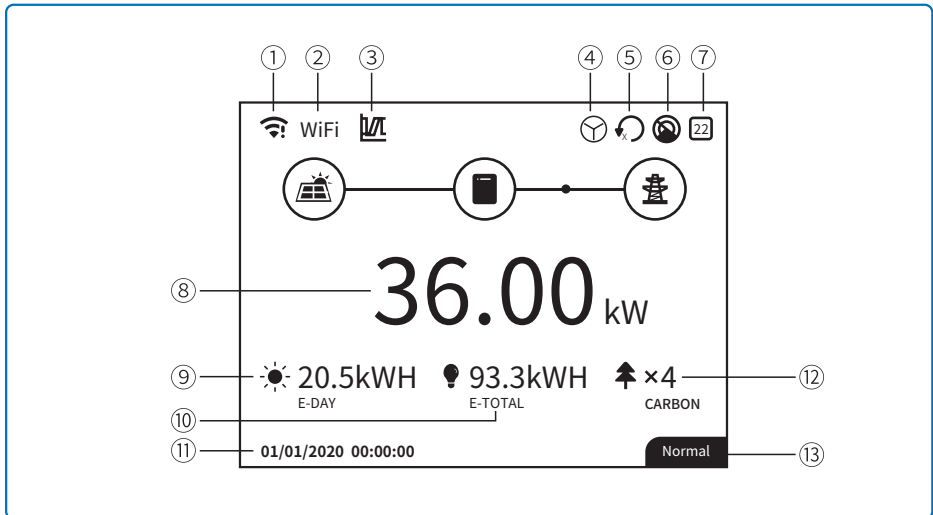 ① ② ③ ④ ⑤ ⑥ ⑦
WiFi 22
⑧ 36.00 kW
⑨ 20.5kWH 93.3kWH ×4 ⑫
E-DAY E-TOTAL CARBON
⑩
⑪ 01/01/2020 00:00:00 Normal ⑬